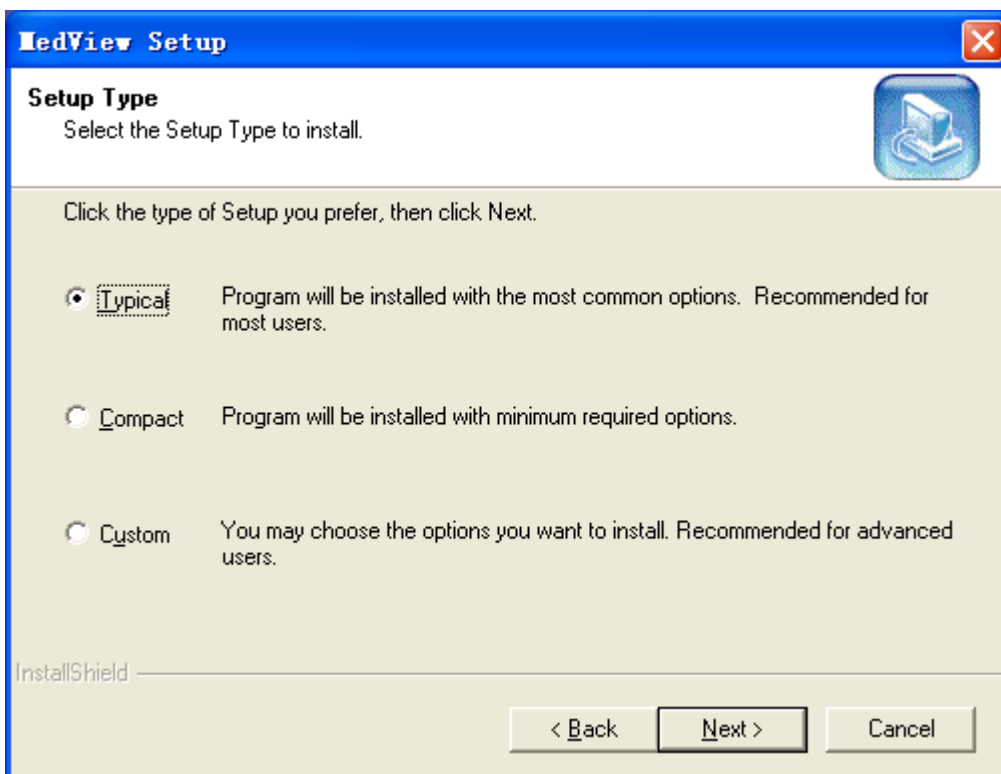 MedView Setup
Setup Type
Select the Setup Type to install.
Click the type of Setup you prefer, then click Next.
Typical Program will be installed with the most common options.  Recommended for
most users.
Compact Program will be installed with minimum required options.
Custom You may choose the options you want to install. Recommended for advanced
users.
InstallShield
< Back Next > Cancel